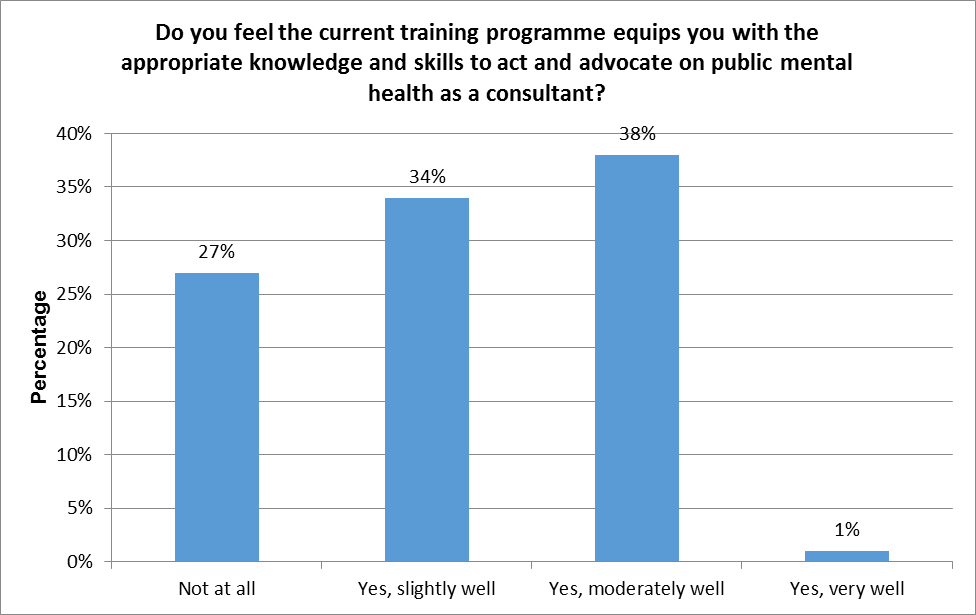 Do you feel the current training programme equips you with the
appropriate knowledge and skills to act and advocate on public mental
health as a consultant?
40%
35%
30%
25%
20%
15%
10%
5%
0%
Percentage
27%
34%
38%
1%
Not at all
Yes, slightly well
Yes, moderately well
Yes, very well